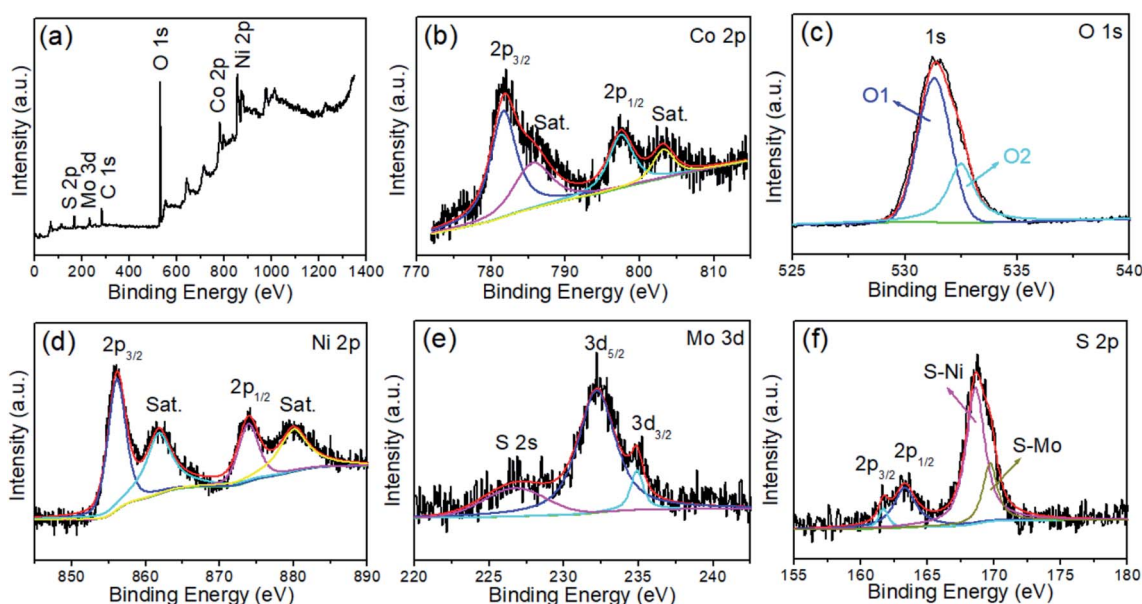 (a)
O 1s
Co 2p
Ni 2p
S 2p
Mo 3d
C 1s
Intensity (a.u.)
0 200 400 600 800 1000 1200 1400
Binding Energy (eV)
(b)
Co 2p
2p3/2
Sat.
2p1/2
Sat.
Intensity (a.u.)
770 780 790 800 810
Binding Energy (eV)
(c)
O 1s
1s
O1
O2
Intensity (a.u.)
525 530 535 540
Binding Energy (eV)
(d)
Ni 2p
2p3/2
Sat.
2p1/2
Sat.
Intensity (a.u.)
850 860 870 880 890
Binding Energy (eV)
(e)
Mo 3d
3d5/2
S 2s
3d3/2
Intensity (a.u.)
220 225 230 235 240
Binding Energy (eV)
(f)
S 2p
S-Ni
S-Mo
2p3/2
2p1/2
Intensity (a.u.)
155 160 165 170 175 180
Binding Energy (eV)